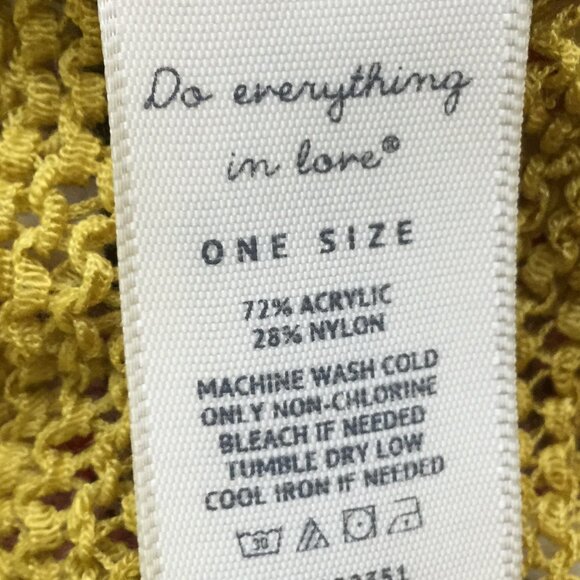 Do everything
in love®
ONE SIZE
72% ACRYLIC
28% NYLON
MACHINE WASH COLD
ONLY NON-CHLORINE
BLEACH IF NEEDED
TUMBLE DRY LOW
COOL IRON IF NEEDED
30